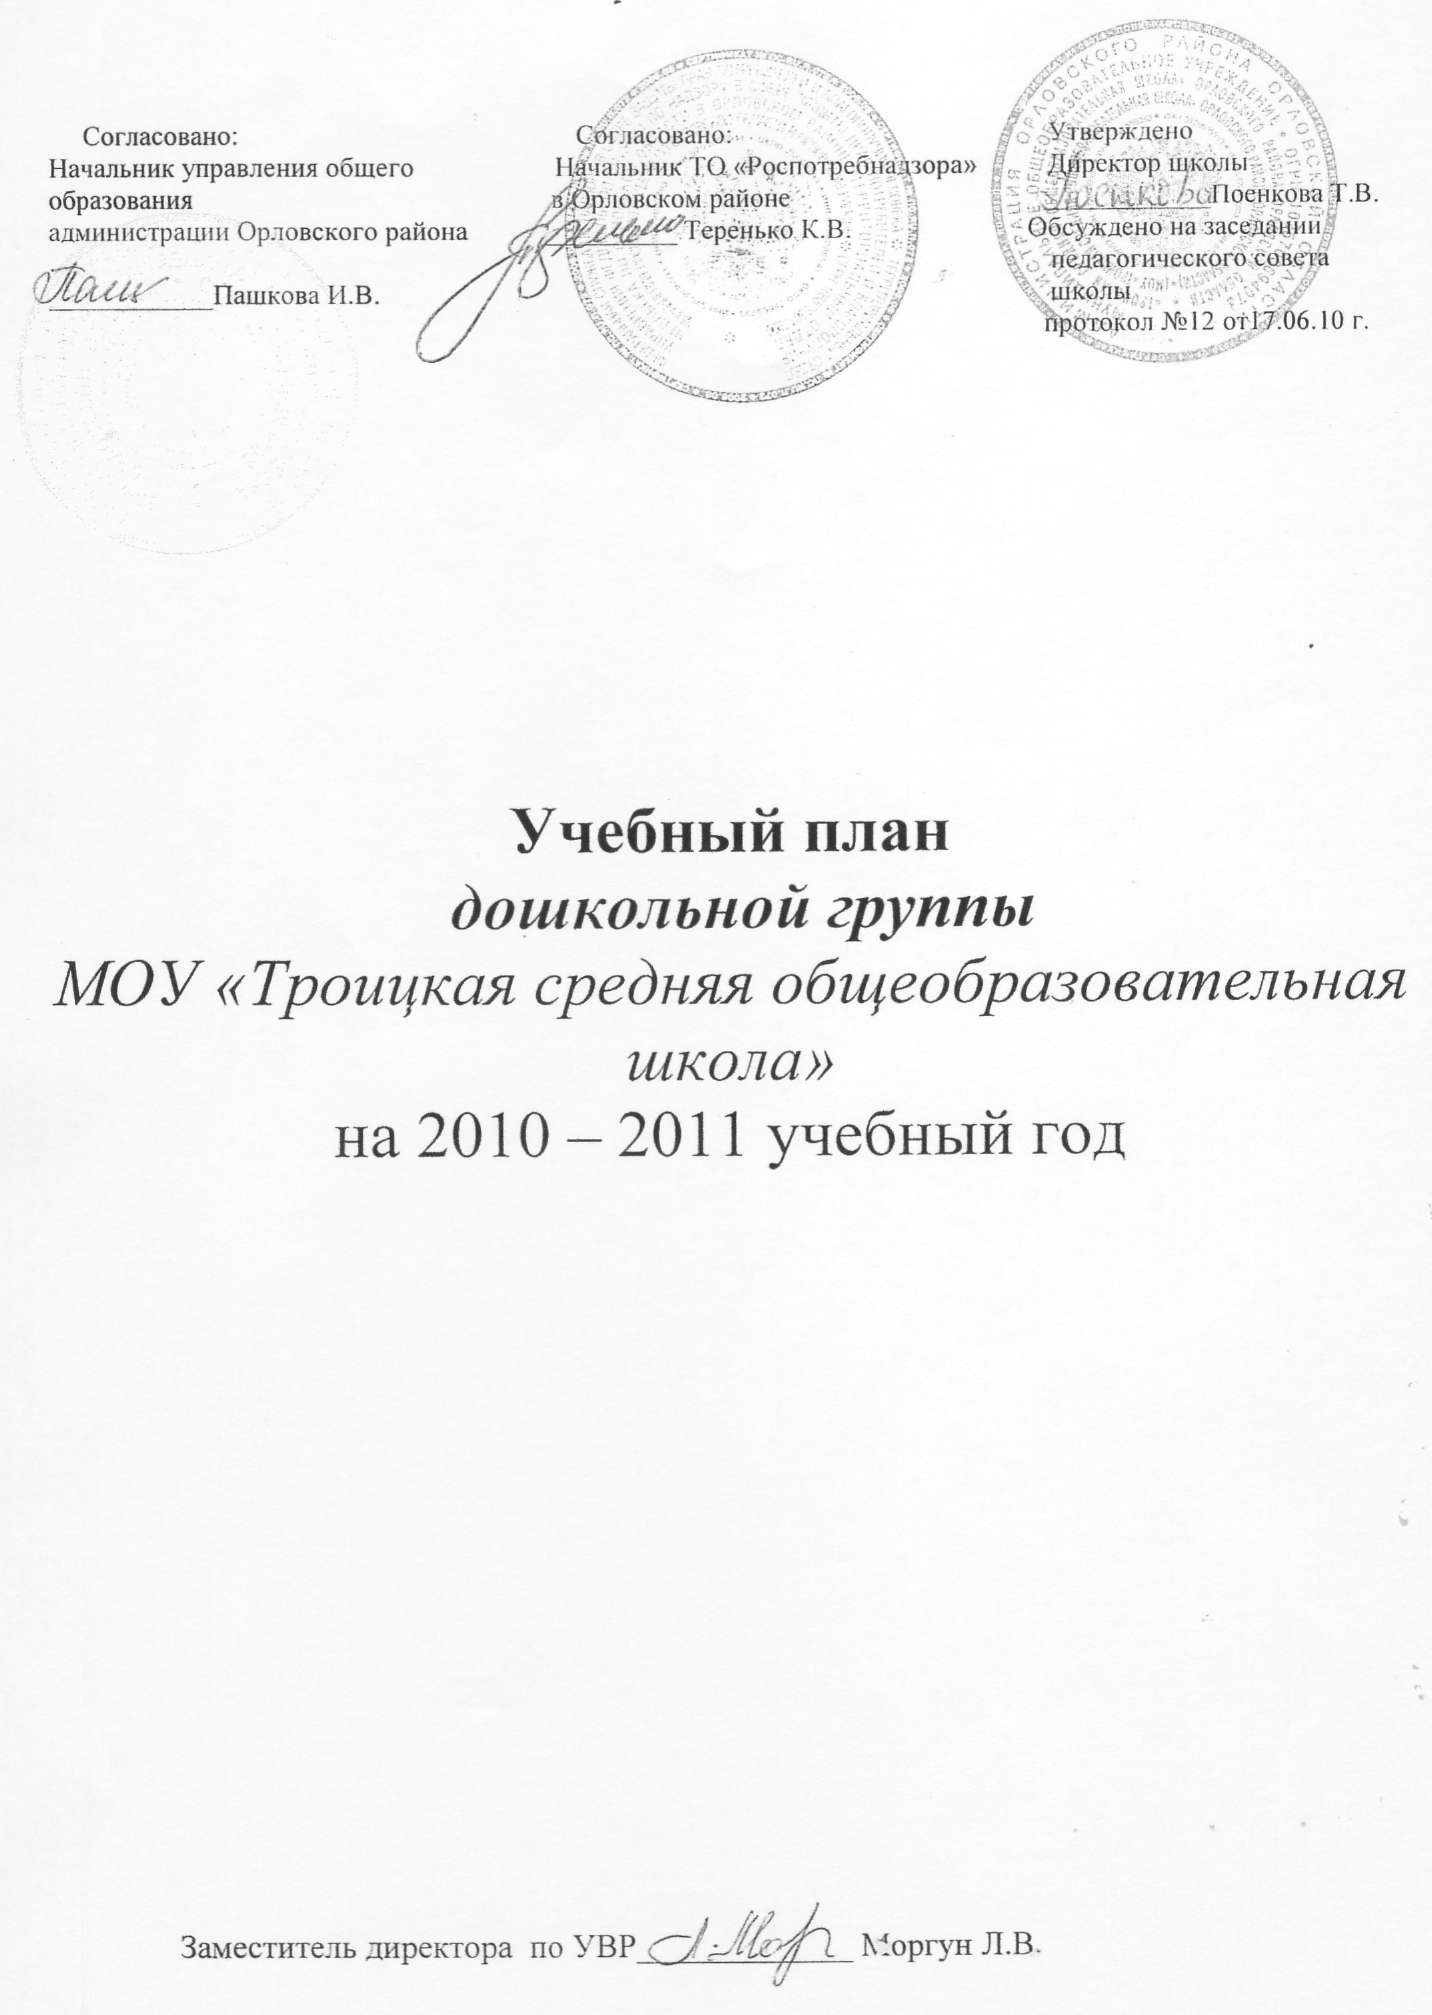 Согласовано:
Начальник управления общего
образования
администрации Орловского района
Пашкова И.В.
Согласовано:
Начальник ТО «Роспотребнадзора»
в Орловском районе
Теренько К.В.
Утверждено
Директор школы
Поенкова Т.В.
Обсуждено на заседании
педагогического совета
школы
протокол №12 от17.06.10 г.
Учебный план
дошкольной группы
МОУ «Троицкая средняя общеобразовательная
школа»
на 2010 – 2011 учебный год
Заместитель директора по УВР Моргун Л.В.